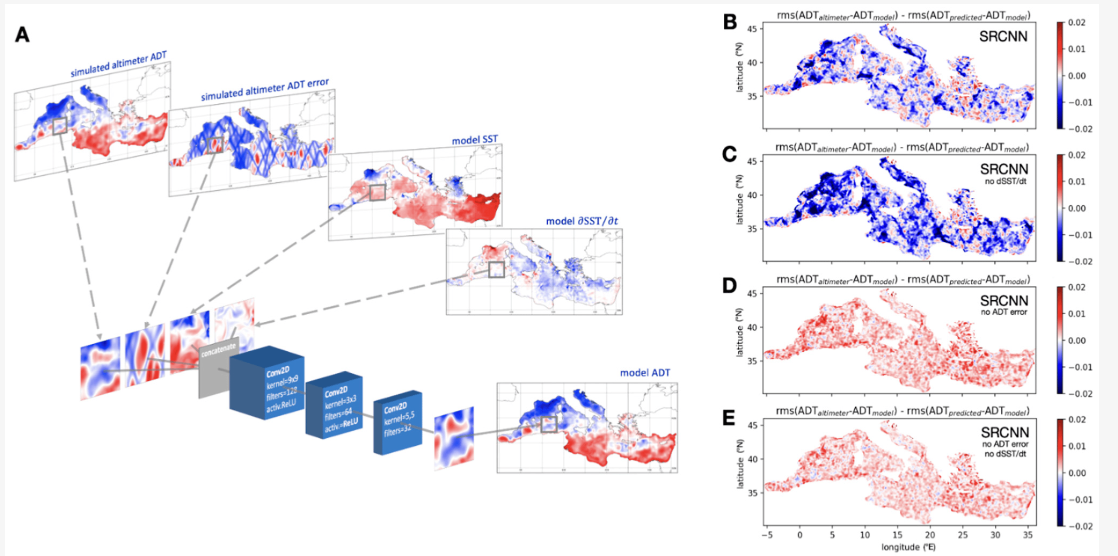 A
simulated altimeter ADT
simulated altimeter ADT error
model SST
model ∂SST/∂t
concatenate
Conv2D
kernel=9x9
filters=128
activ.ReLU
Conv2D
kernel=3x3
filters=64
activ.=ReLU
Conv2D
kernel=5,5
filters=32
model ADT
B
rms(ADTaltimeter-ADTmodel) - rms(ADTpredicted-ADTmodel)
SRCNN
latitude (°N)
45
40
35
0.02
0.01
0.00
−0.01
−0.02
C
rms(ADTaltimeter-ADTmodel) - rms(ADTpredicted-ADTmodel)
SRCNN
no dSST/dt
latitude (°N)
45
40
35
0.02
0.01
0.00
−0.01
−0.02
D
rms(ADTaltimeter-ADTmodel) - rms(ADTpredicted-ADTmodel)
SRCNN
no ADT error
latitude (°N)
45
40
35
0.02
0.01
0.00
−0.01
−0.02
E
rms(ADTaltimeter-ADTmodel) - rms(ADTpredicted-ADTmodel)
SRCNN
no ADT error
no dSST/dt
latitude (°N)
45
40
35
0.02
0.01
0.00
−0.01
−0.02
−5 0 5 10 15 20 25 30 35
longitude (°E)